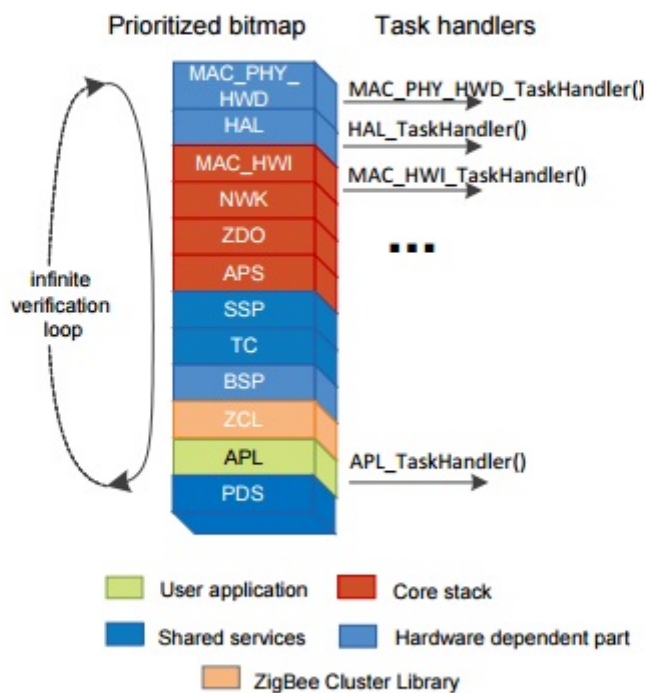 Prioritized bitmap Task handlers
MAC_PHY_
HWD
MAC_PHY_HWD_TaskHandler()
HAL
HAL_TaskHandler()
MAC_HWI
MAC_HWI_TaskHandler()
NWK
ZDO
...
APS
infinite
verification
loop
SSP
TC
BSP
ZCL
APL
APL_TaskHandler()
PDS
User application
Core stack
Shared services
Hardware dependent part
ZigBee Cluster Library